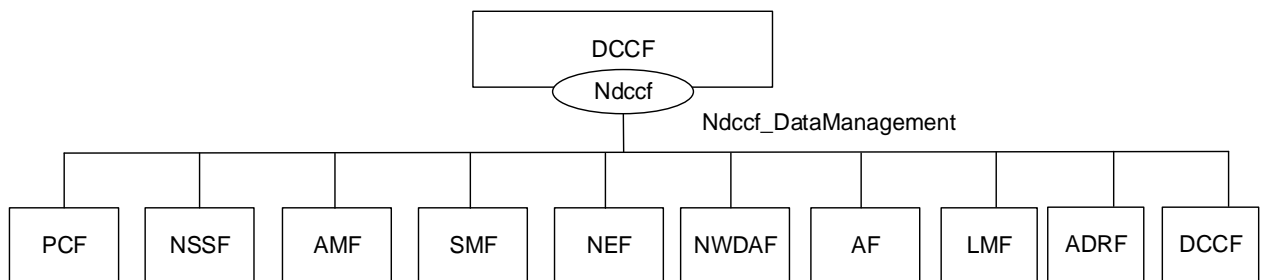 DCCF
Ndccf
Ndccf_DataManagement
PCF NSSF AMF SMF NEF NWDAF AF LMF ADRF DCCF